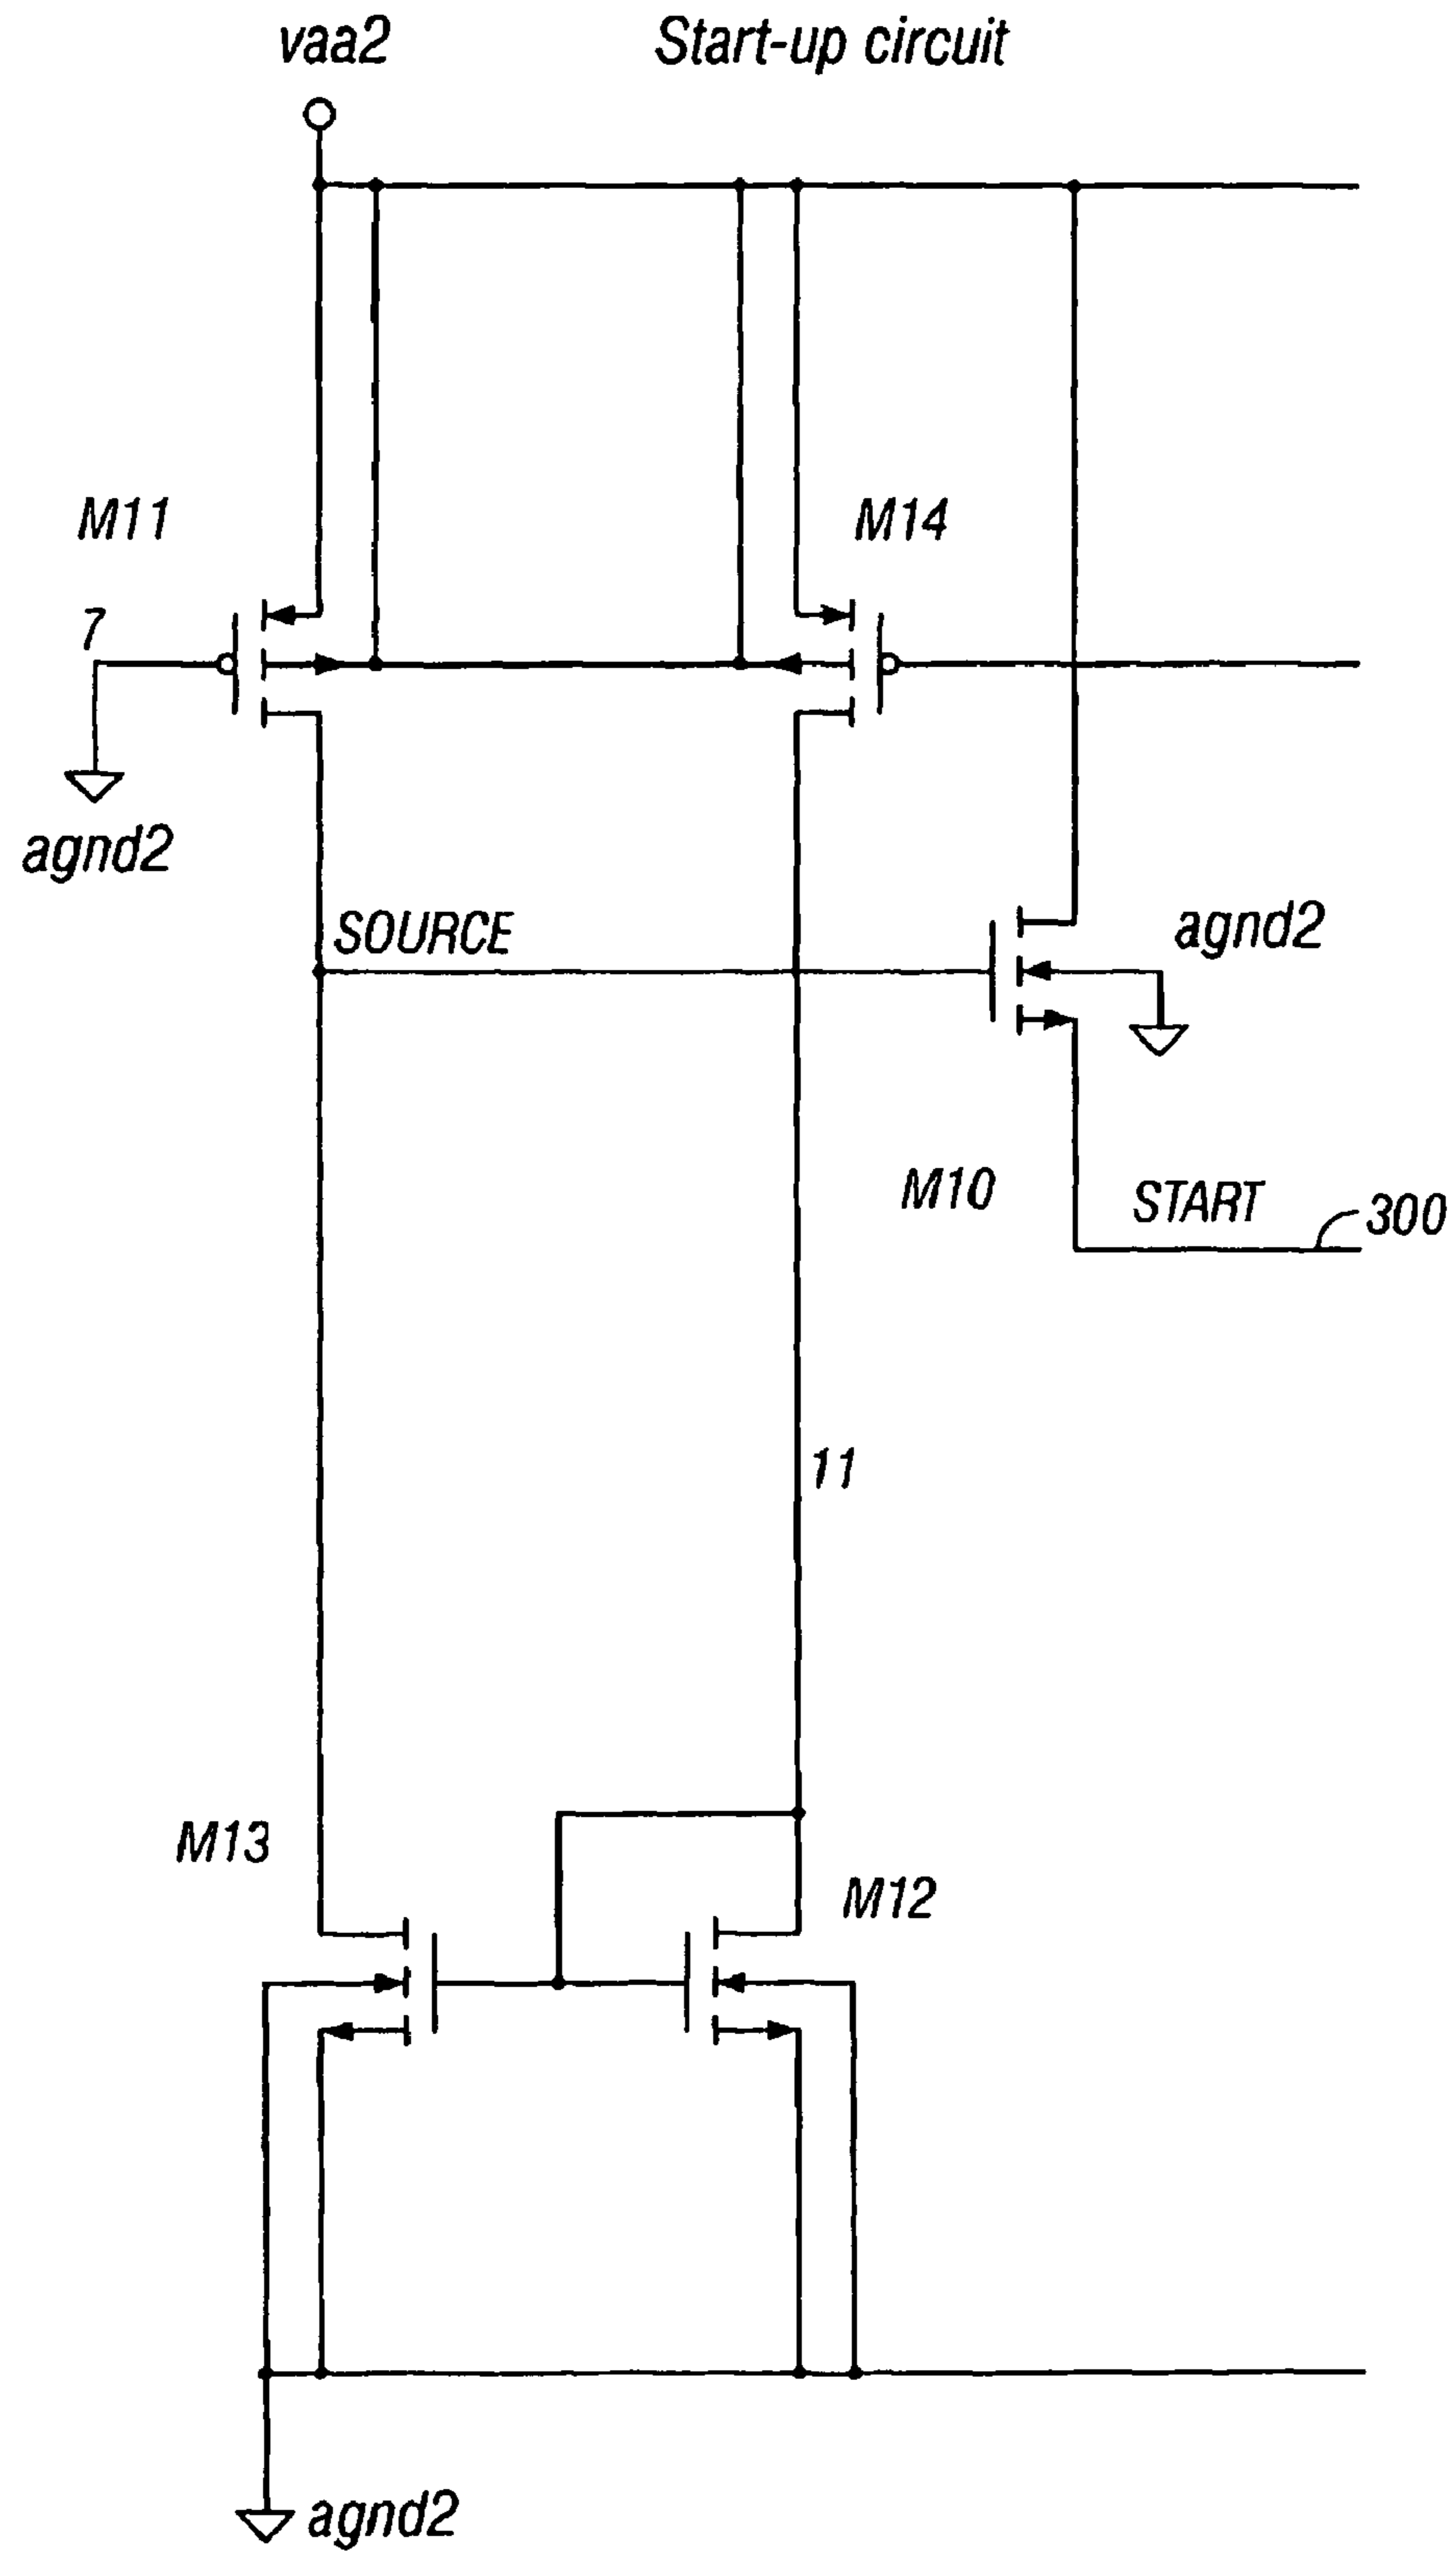 vaa2
Start-up circuit
M11
M14
7
agnd2
SOURCE
agnd2
M10
START
300
11
M13
M12
agnd2